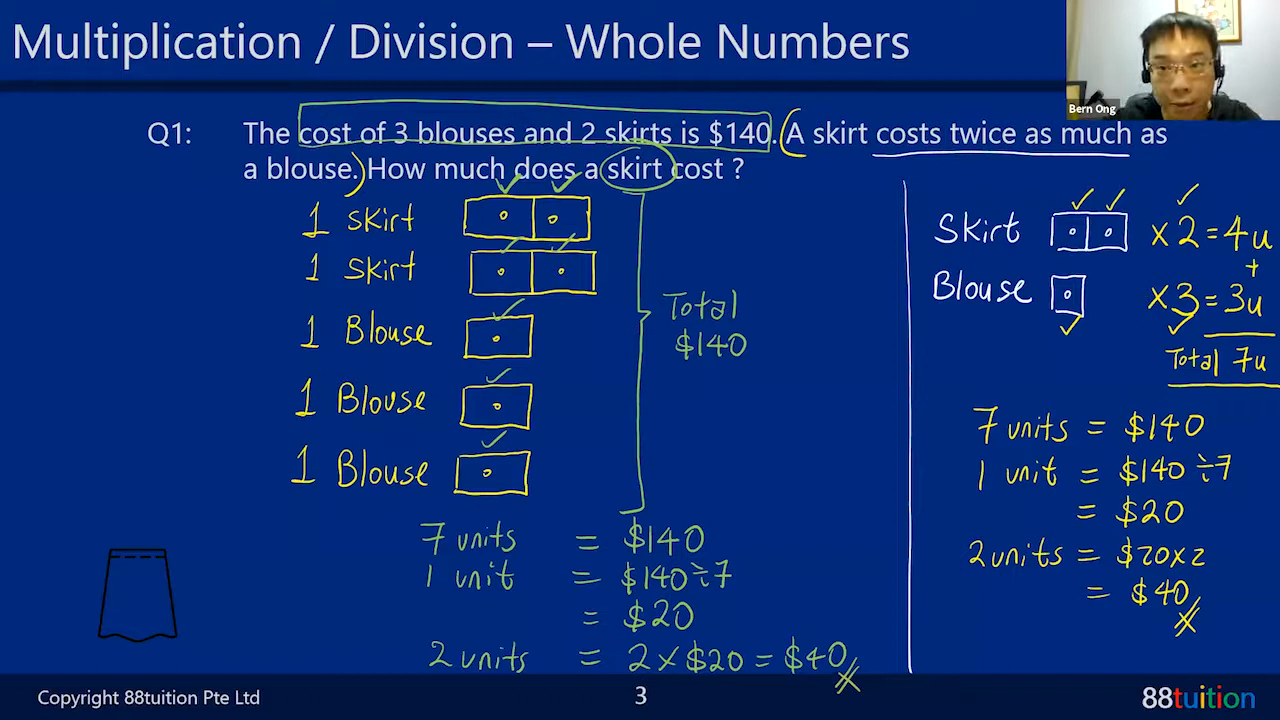 Multiplication / Division – Whole Numbers
Bern Ong
Q1: The cost of 3 blouses and 2 skirts is $140. A skirt costs twice as much as
a blouse. How much does a skirt cost ?
1 Skirt
1 Skirt
1 Blouse
1 Blouse
1 Blouse
Total
$140
7 units = $140
1 unit = $140÷7
= $20
2 units = 2 x $20 = $40
Skirt x 2 = 4u
+
Blouse x 3 = 3u
Total 7u
7 units = $140
1 unit = $140÷7
= $20
2 units = $20x2
= $40
Copyright 88tuition Pte Ltd
3
88tuition